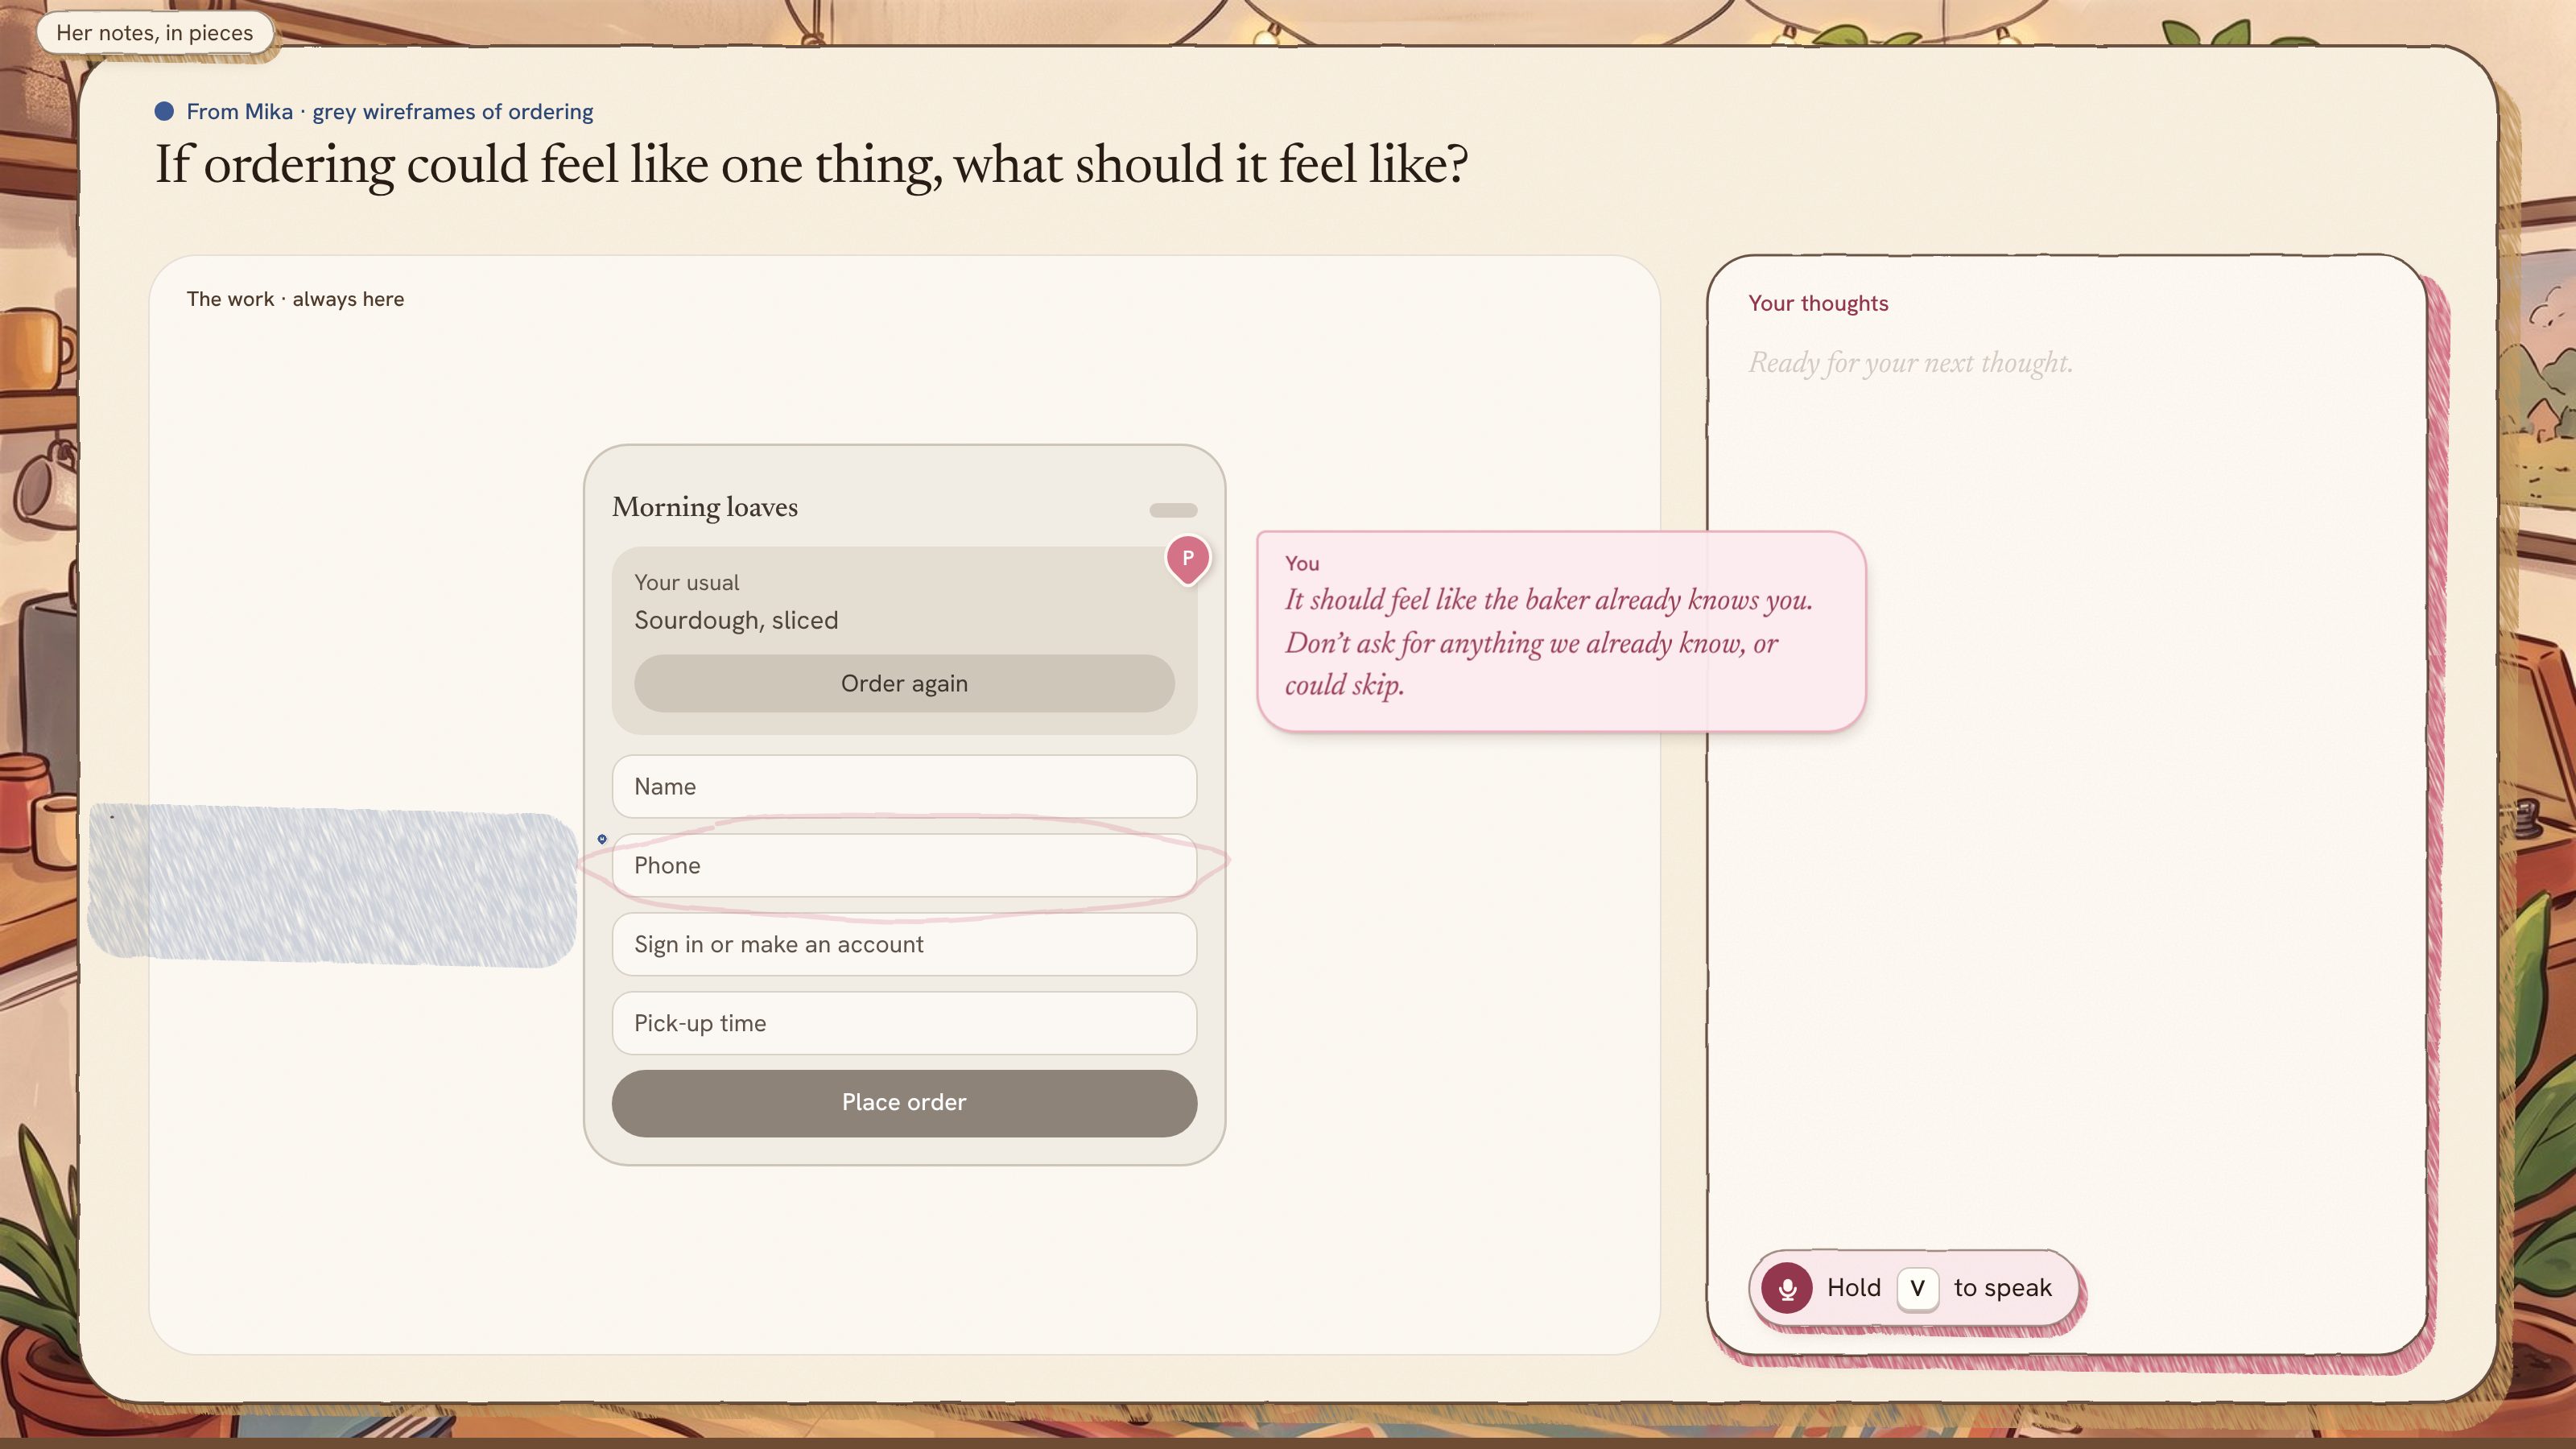 Her notes, in pieces
From Mika · grey wireframes of ordering
If ordering could feel like one thing, what should it feel like?
The work · always here
Morning loaves
P
Your usual
Sourdough, sliced
Order again
Name
Phone
Sign in or make an account
Pick-up time
Place order
You
It should feel like the baker already knows you.
Don’t ask for anything we already know, or
could skip.
Your thoughts
Ready for your next thought.
Hold V to speak